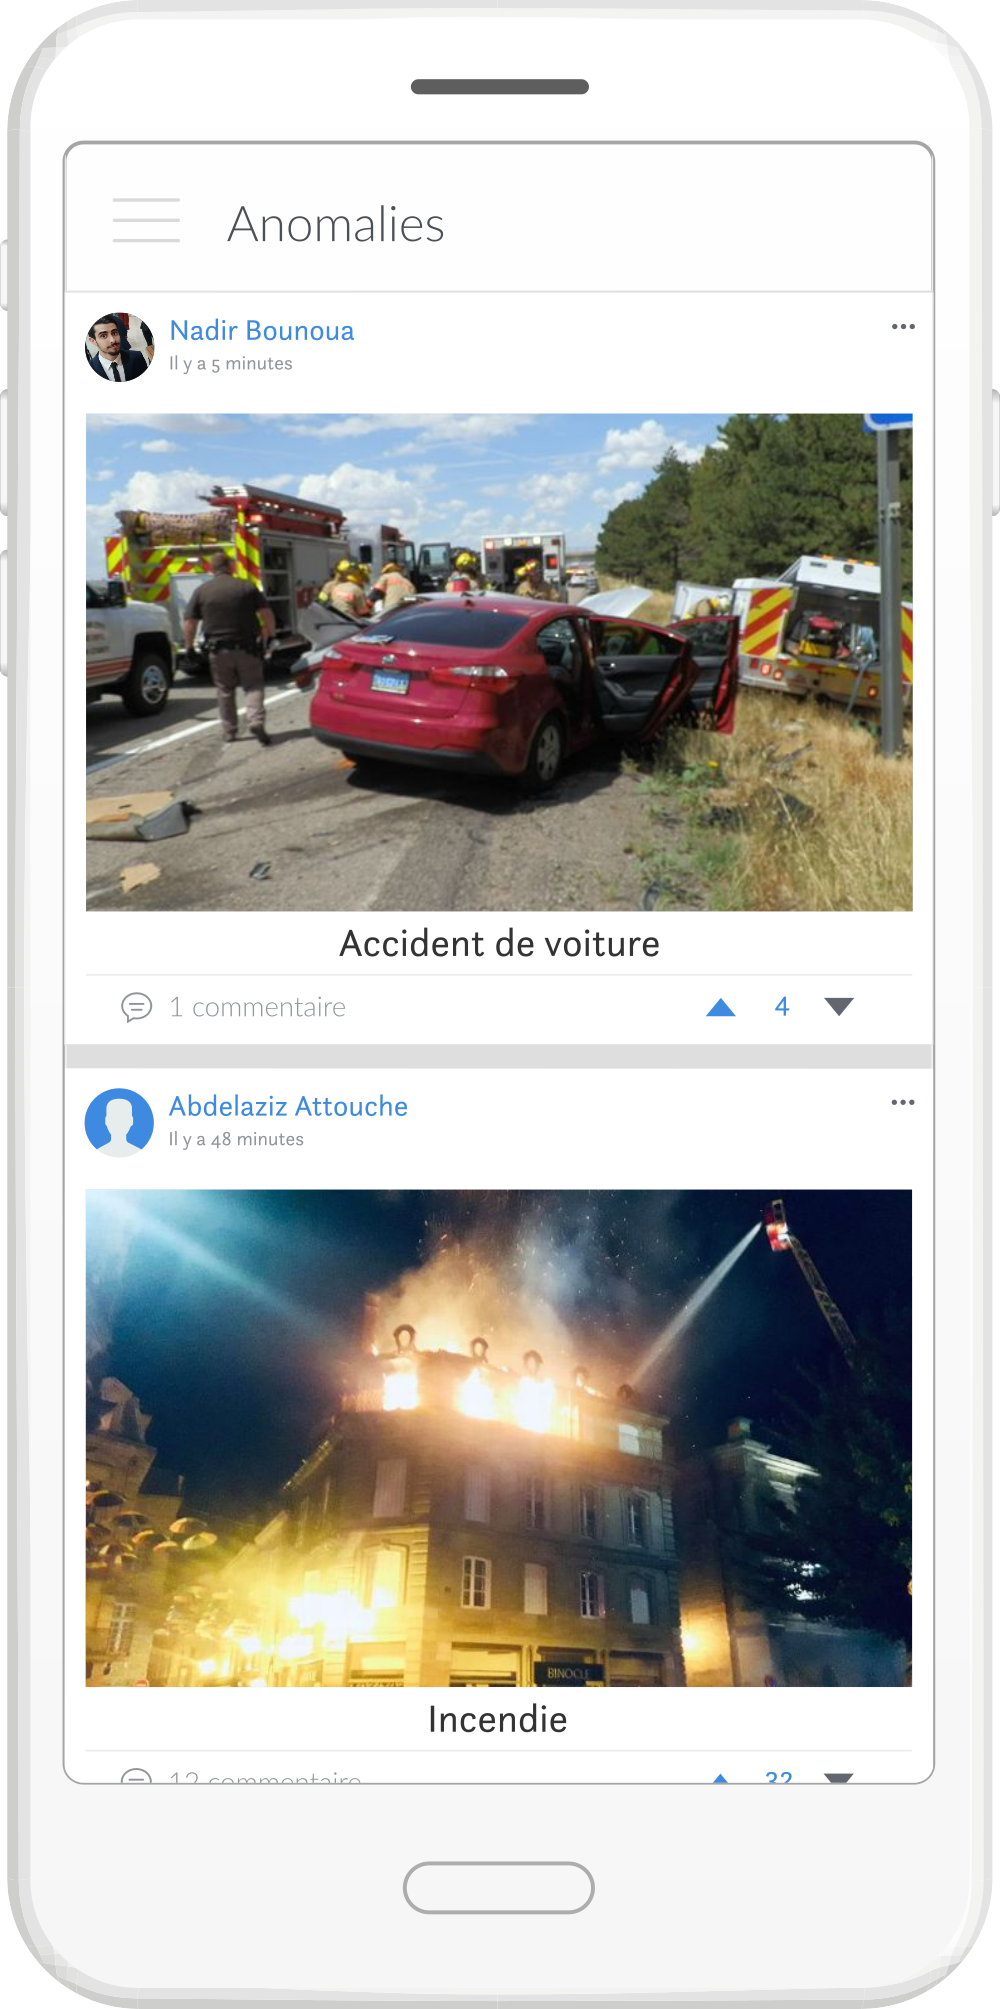 Anomalies
Nadir Bounoua
Il y a 5 minutes
Accident de voiture
1 commentaire
4
Abdelaziz Attouche
Il y a 48 minutes
BINOCLE
Incendie
12 commentaire
32